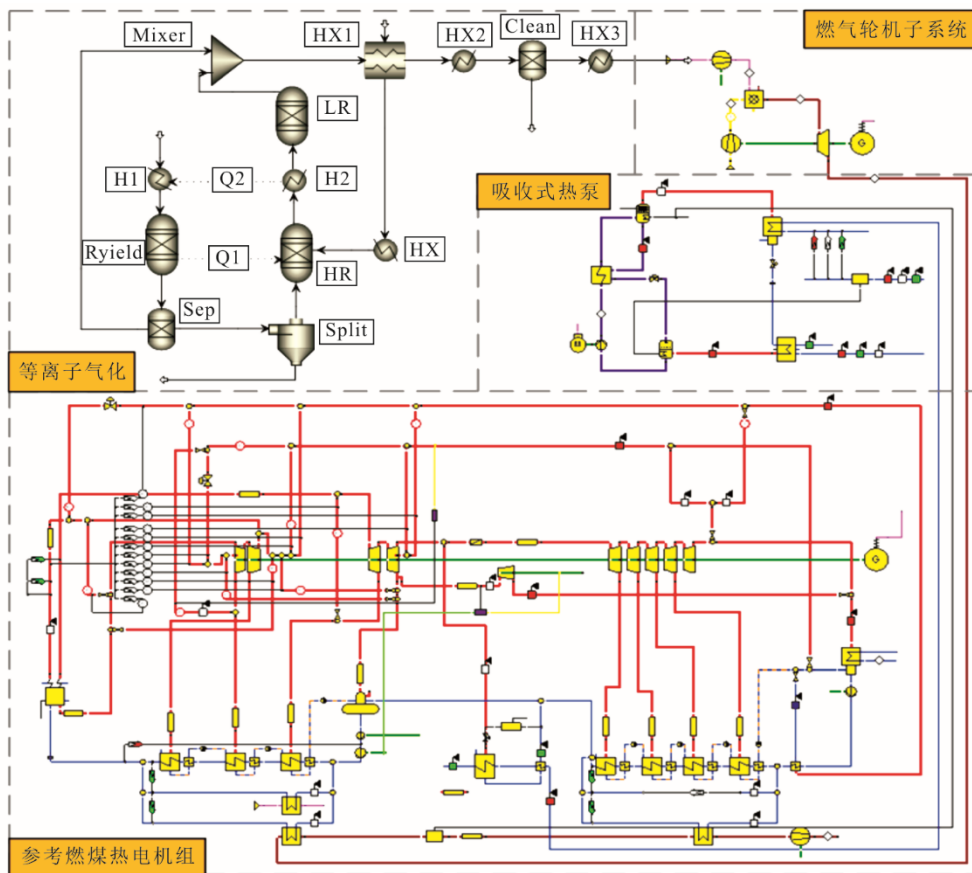 Mixer
HX1
HX2
Clean
HX3
燃气轮机子系统
LR
H1
Q2
H2
吸收式热泵
Ryield
Q1
HR
HX
Sep
Split
等离子气化
G
G
参考燃煤热电机组